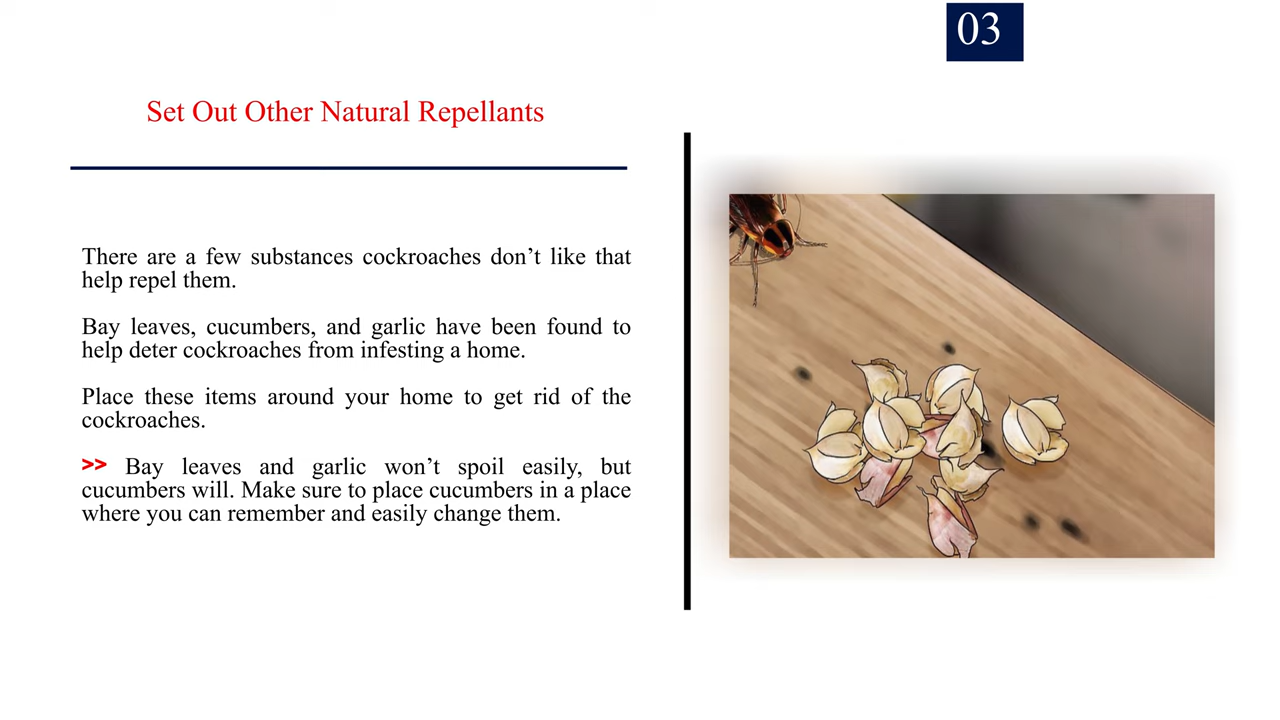 03
Set Out Other Natural Repellants
There are a few substances cockroaches don’t like that
help repel them.
Bay leaves, cucumbers, and garlic have been found to
help deter cockroaches from infesting a home.
Place these items around your home to get rid of the
cockroaches.
>> Bay leaves and garlic won’t spoil easily, but
cucumbers will. Make sure to place cucumbers in a place
where you can remember and easily change them.